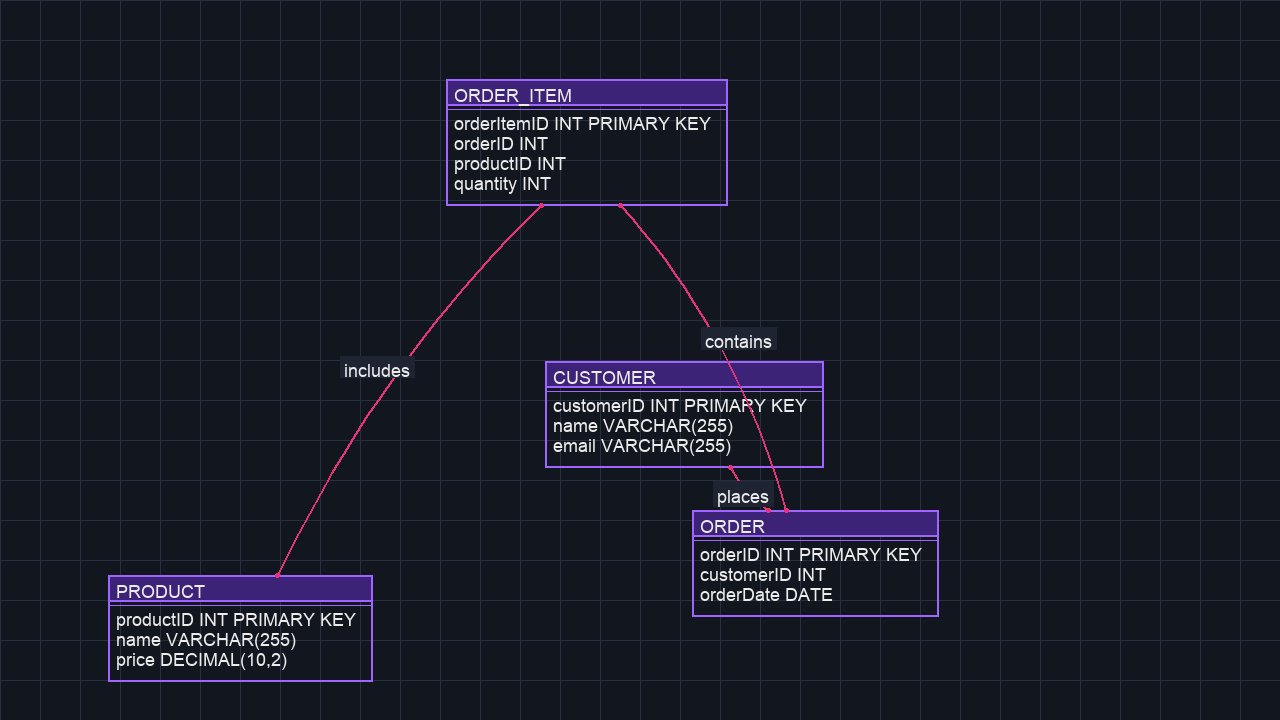 ORDER_ITEM
orderItemID INT PRIMARY KEY
orderID INT
productID INT
quantity INT
contains
includes
CUSTOMER
customerID INT PRIMARY KEY
name VARCHAR(255)
email VARCHAR(255)
places
ORDER
orderID INT PRIMARY KEY
customerID INT
orderDate DATE
PRODUCT
productID INT PRIMARY KEY
name VARCHAR(255)
price DECIMAL(10,2)